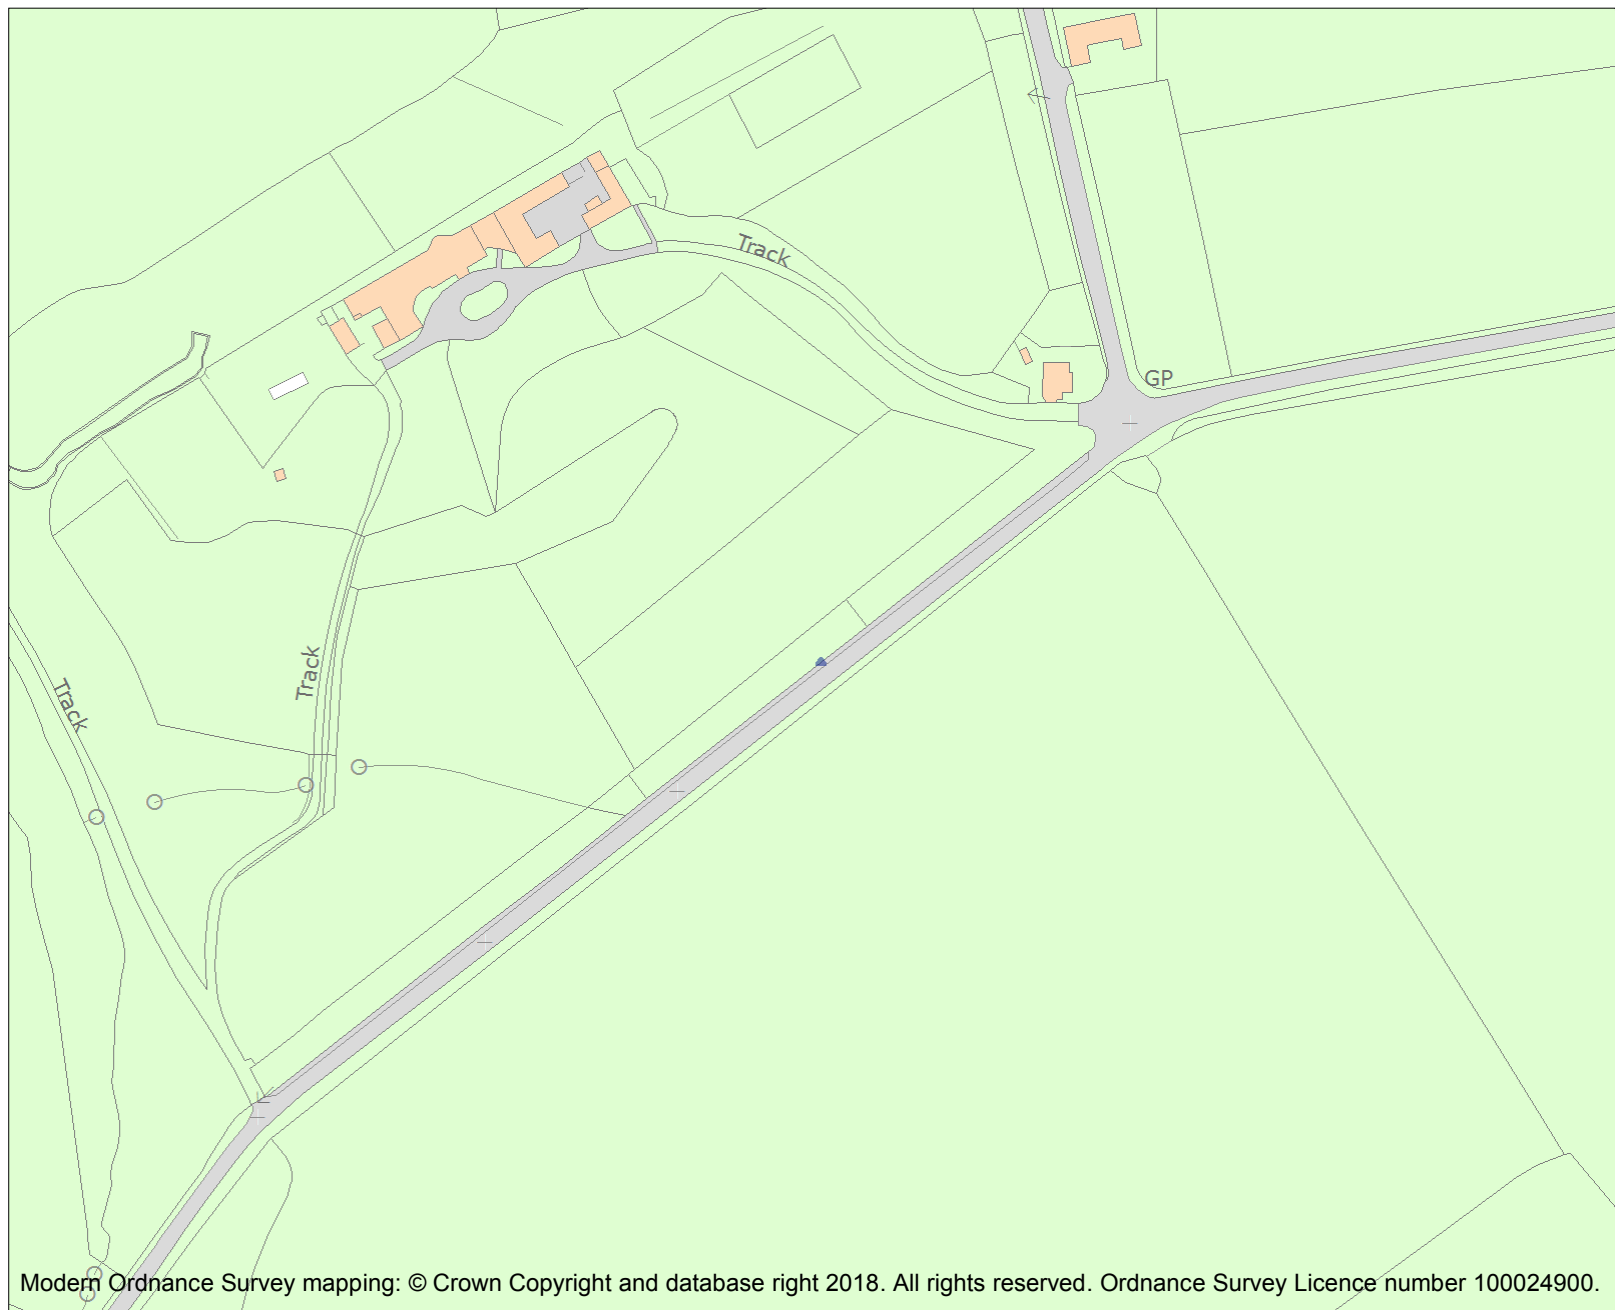 Track
GP
Track
Track
Modern Ordnance Survey mapping: © Crown Copyright and database right 2018. All rights reserved. Ordnance Survey Licence number 100024900.